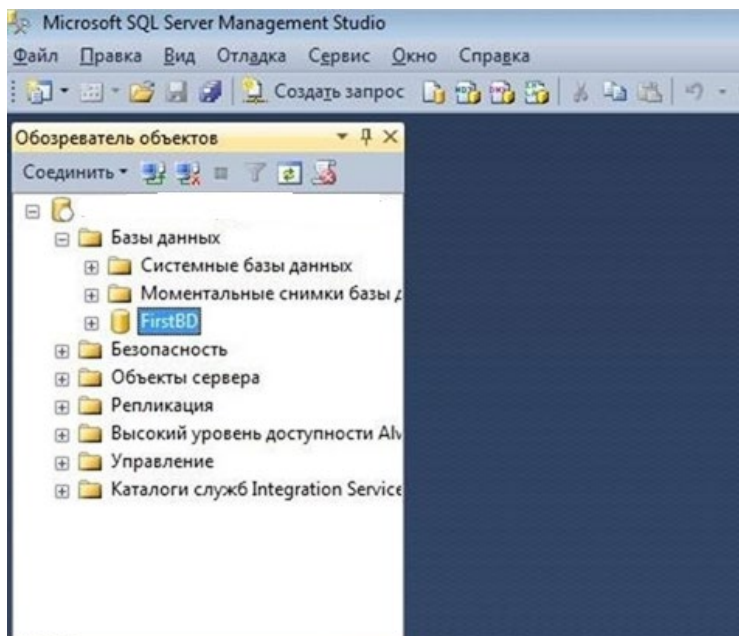 Microsoft SQL Server Management Studio
Файл Правка Вид Отладка Сервис Окно Справка
Создать запрос
Обозреватель объектов
Соединить
Базы данных
Системные базы данных
Моментальные снимки базы
FirstBD
Безопасность
Объекты сервера
Репликация
Высокий уровень доступности
Управление
Каталоги служб Integration Service